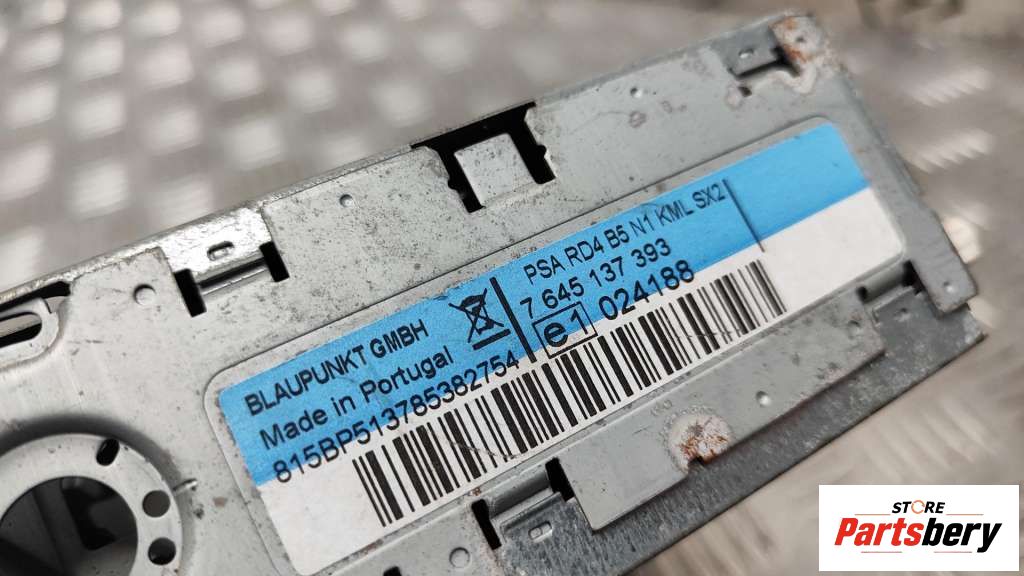 BLAUPUNKT GMBH
Made in Portugal
815BP513785382754
PSA RD4 B5 N1 KML SX2
7 645 137 393
e1 024188
STORE
Partsbery